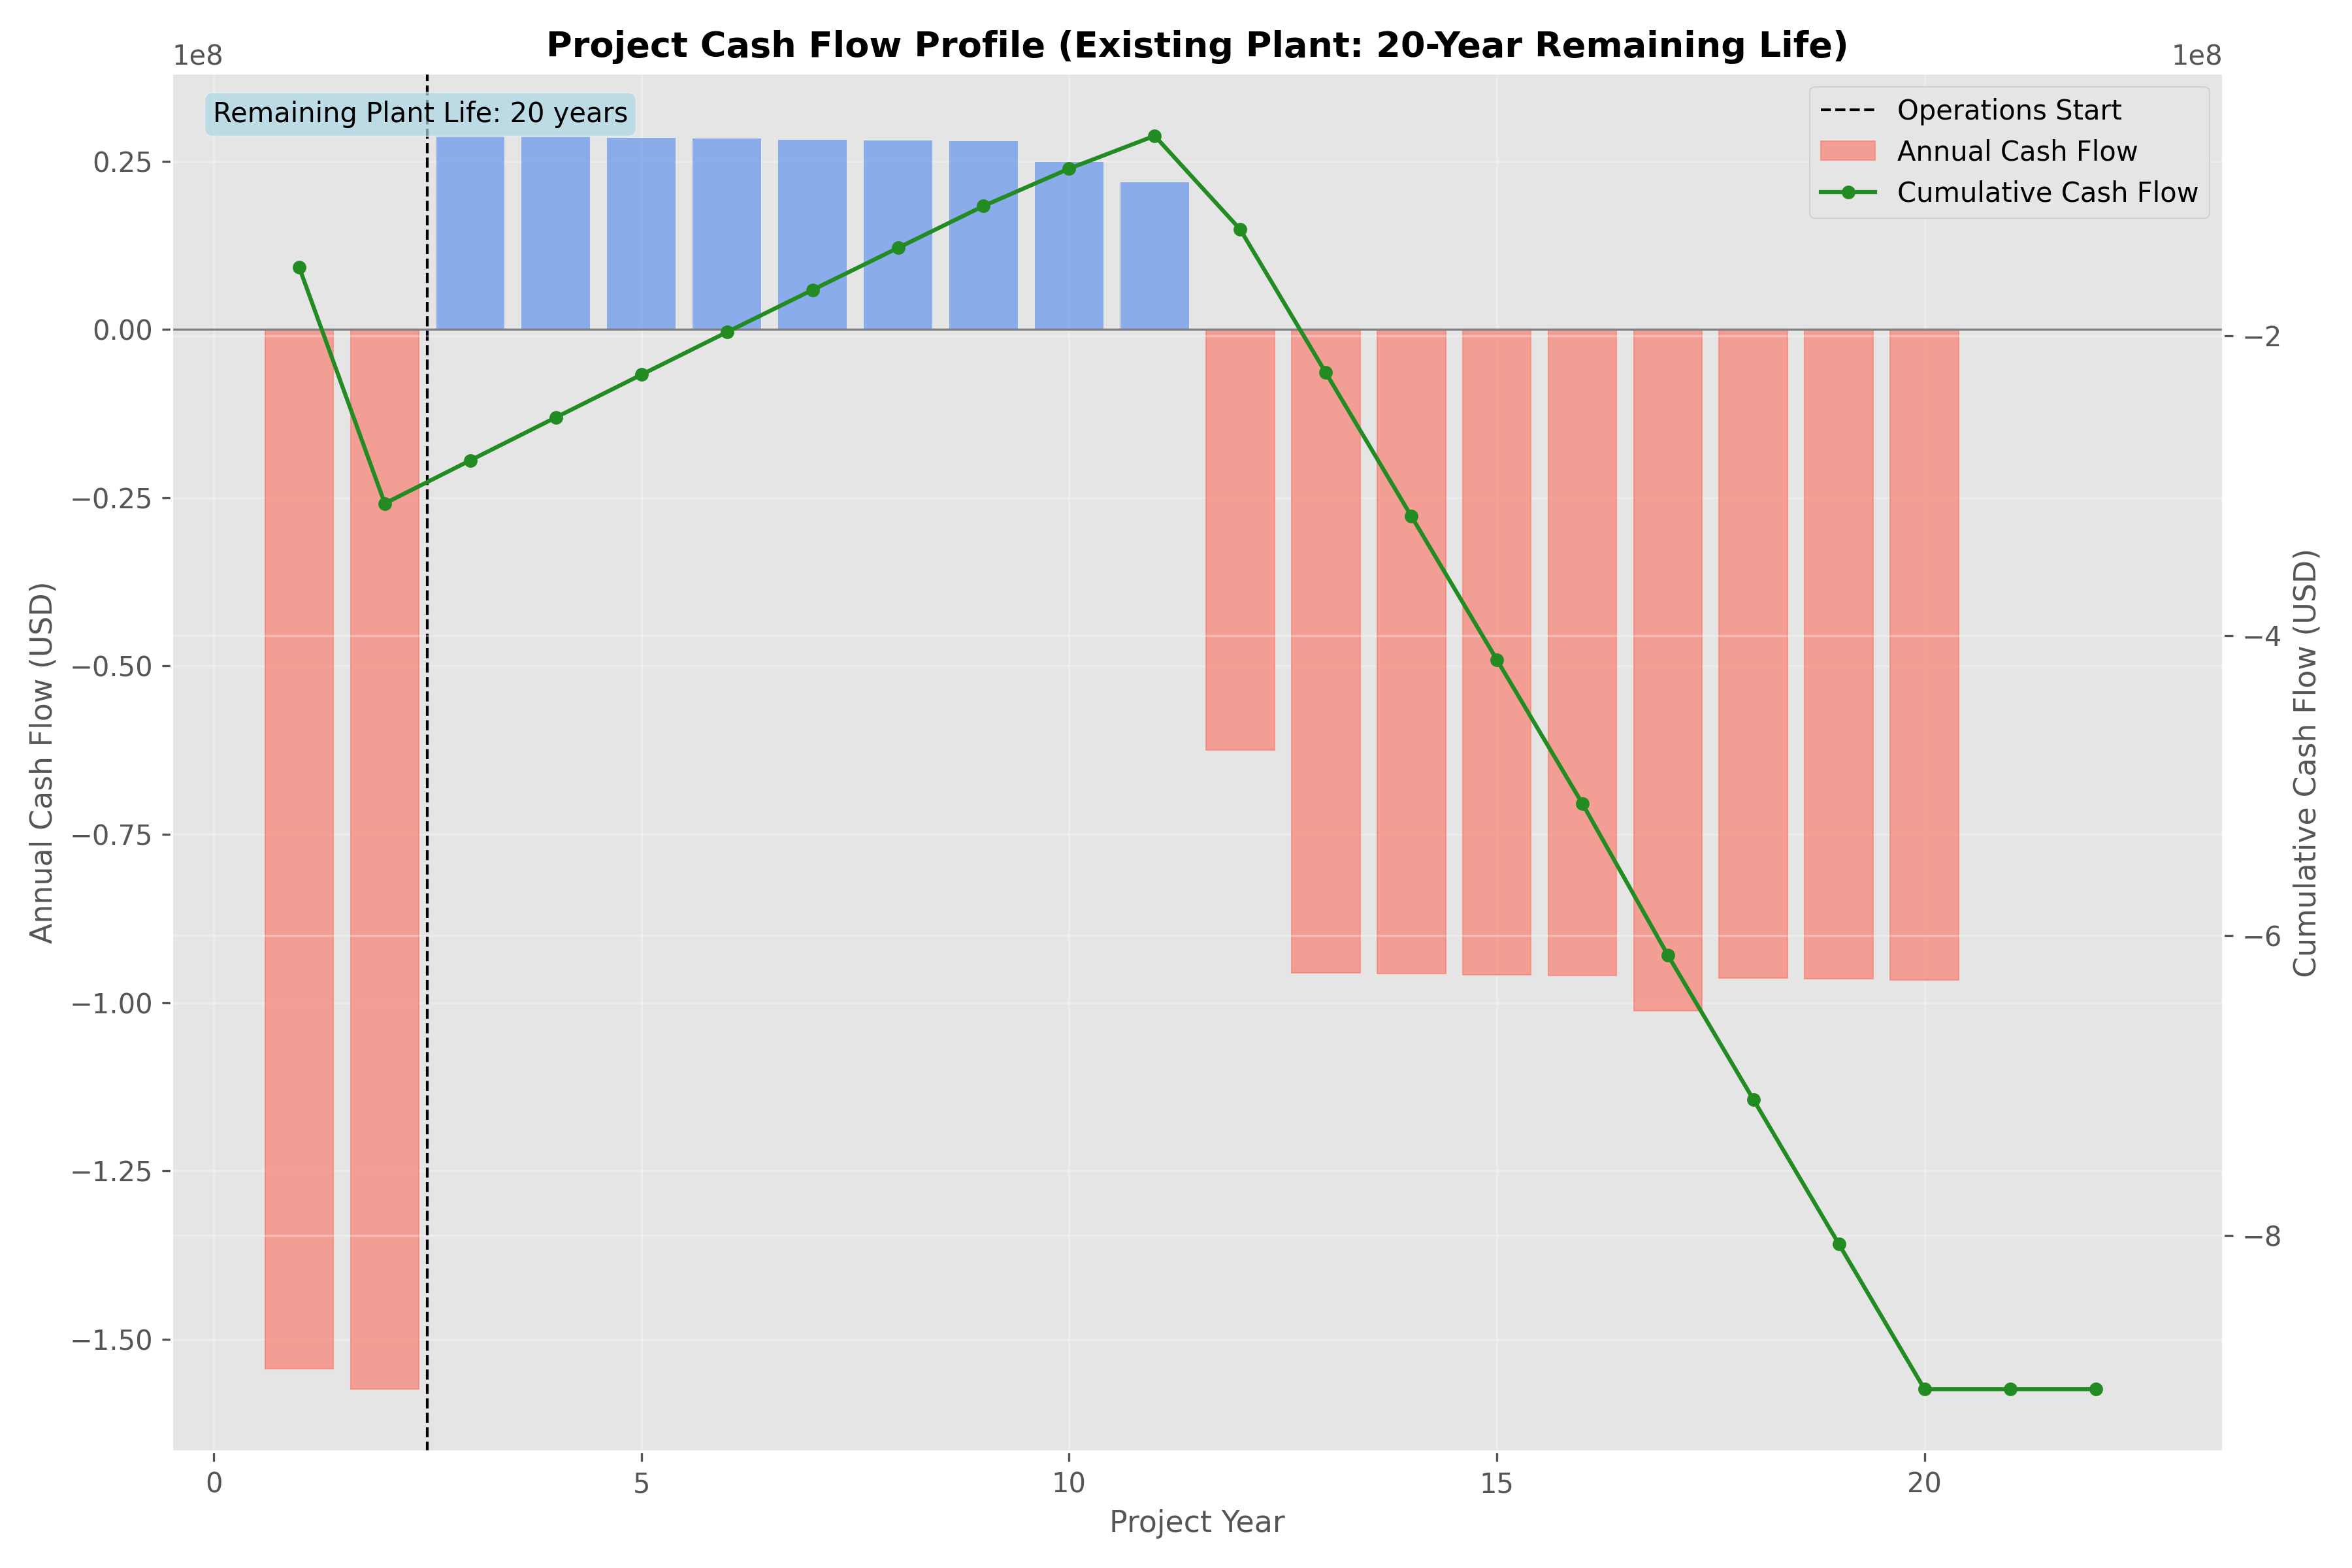 Project Cash Flow Profile (Existing Plant: 20-Year Remaining Life)
1e8
1e8
Remaining Plant Life: 20 years
Operations Start
Annual Cash Flow
Cumulative Cash Flow
0.25
0.00
−0.25
−0.50
−0.75
−1.00
−1.25
−1.50
Annual Cash Flow (USD)
−2
−4
−6
−8
Cumulative Cash Flow (USD)
0
5
10
15
20
Project Year